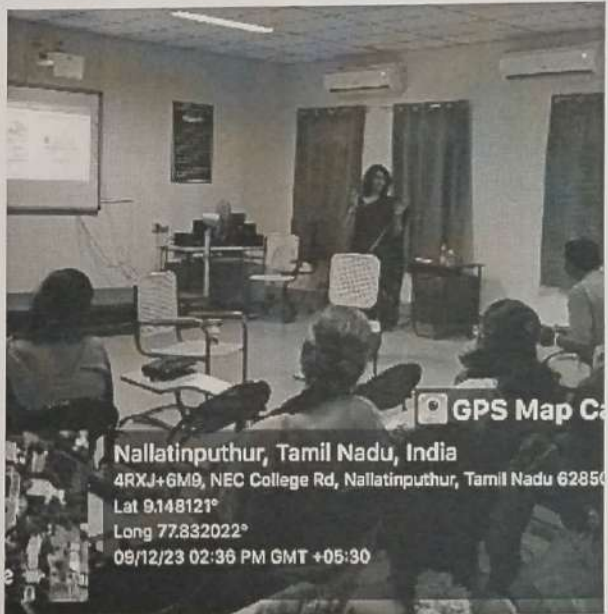 GPS Map Ca
Nallatinputhur, Tamil Nadu, India
4RXJ+6M9, NEC College Rd, Nallatinputhur, Tamil Nadu 62850
Lat 9.148121°
Long 77.832022°
09/12/23 02:36 PM GMT +05:30
e